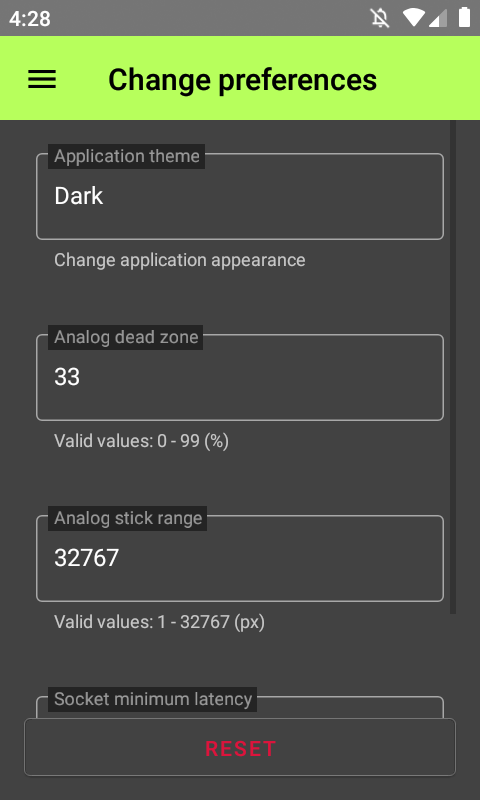 4:28
Change preferences
Application theme
Dark
Change application appearance
Analog dead zone
33
Valid values: 0 - 99 (%)
Analog stick range
32767
Valid values: 1 - 32767 (px)
Socket minimum latency
RESET